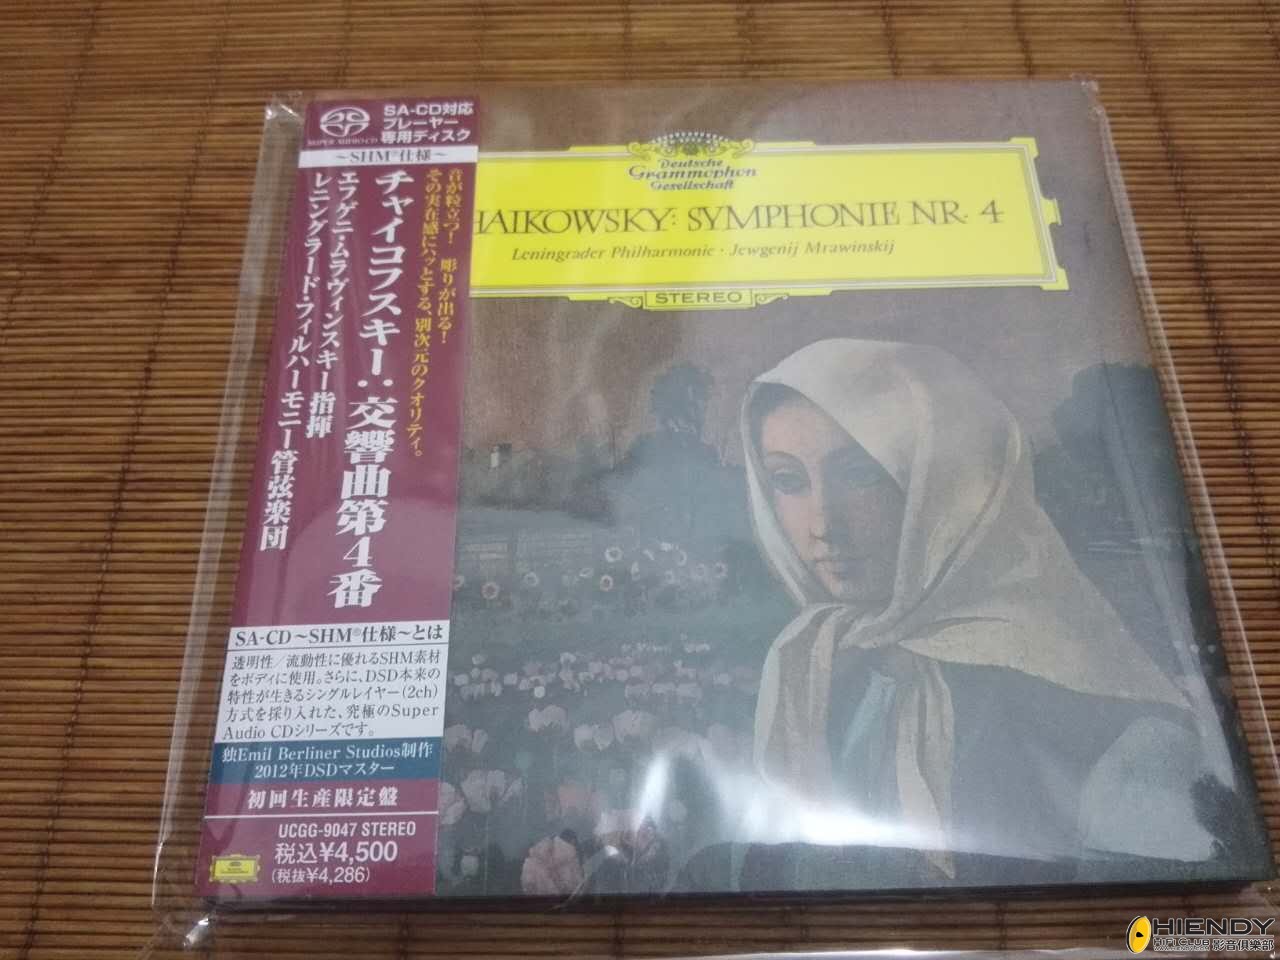 SUPER AUDIO CD
SA-CD対応
プレーヤー
専用ディスク
～SHM®仕様～
音が粒立つ! 彫りが出る!
その実在感にハッとする、別次元のクオリティ。
チャイコフスキー:交響曲第4番
エフゲニ・ムラヴィンスキー指揮
レニングラード・フィルハーモニー管弦楽団
SA-CD～SHM®仕様～とは
透明性/流動性に優れるSHM素材
をボディに使用。さらに、DSD本来の
特性が生きるシングルレイヤー(2ch)
方式を採り入れた、究極のSuper
Audio CDシリーズです。
独Emil Berliner Studios制作
2012年DSDマスター
初回生産限定盤
UCGG-9047 STEREO
税込¥4,500
(税抜¥4,286)
Deutsche
Grammophon
Gesellschaft
HAIKOWSKY: SYMPHONIE NR. 4
Leningrader Philharmonie · Jewgenij Mrawinskij
STEREO
HIENDY
HIFI CLUB 影音俱樂部